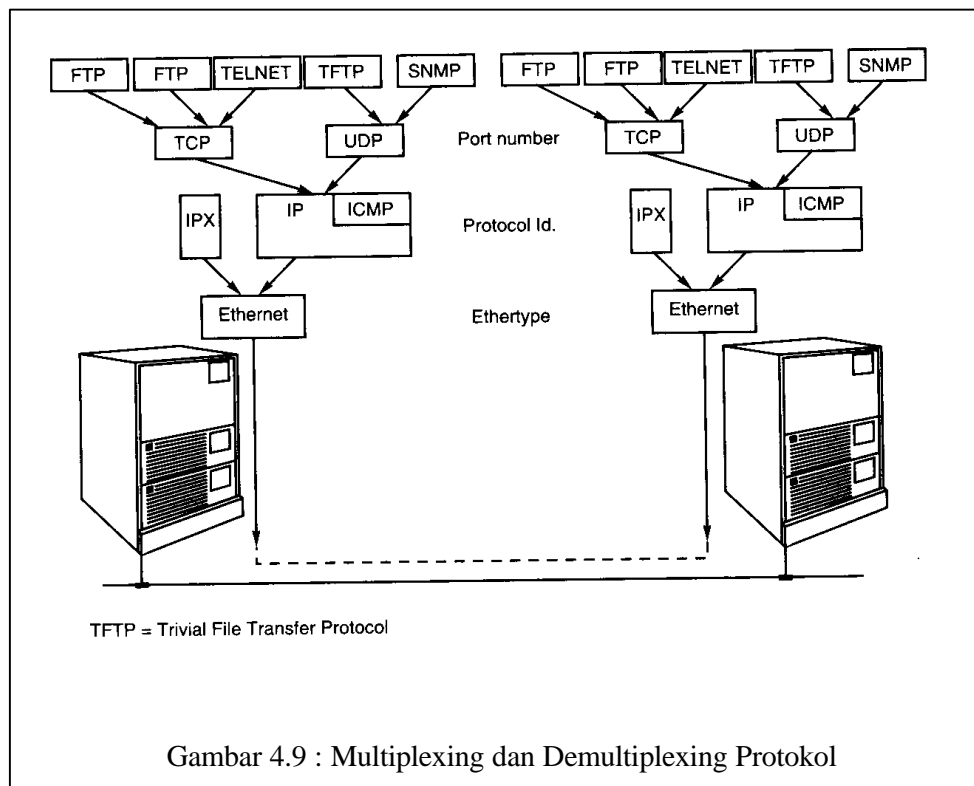 FTP FTP TELNET TFTP SNMP FTP FTP TELNET TFTP SNMP
TCP UDP Port number TCP UDP
IPX IP ICMP Protocol Id. IPX IP ICMP
Ethernet Ethertype Ethernet
TFTP = Trivial File Transfer Protocol
Gambar 4.9 : Multiplexing dan Demultiplexing Protokol